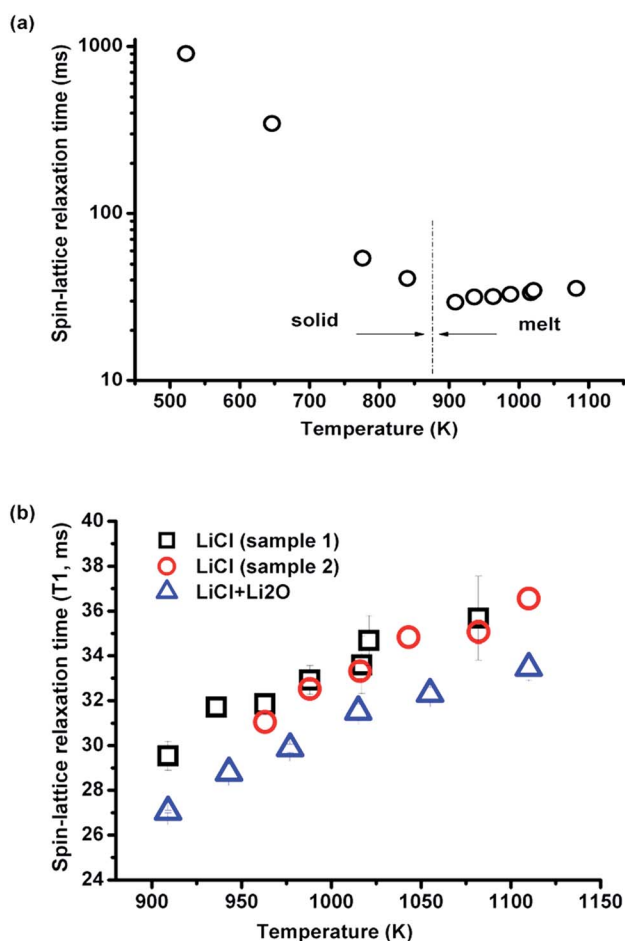 (a)
Spin-lattice relaxation time (ms)
1000
100
10
solid
melt
500 600 700 800 900 1000 1100
Temperature (K)
(b)
Spin-lattice relaxation time (T1, ms)
40
38
36
34
32
30
28
26
24
LiCl (sample 1)
LiCl (sample 2)
LiCl+Li2O
900 950 1000 1050 1100 1150
Temperature (K)